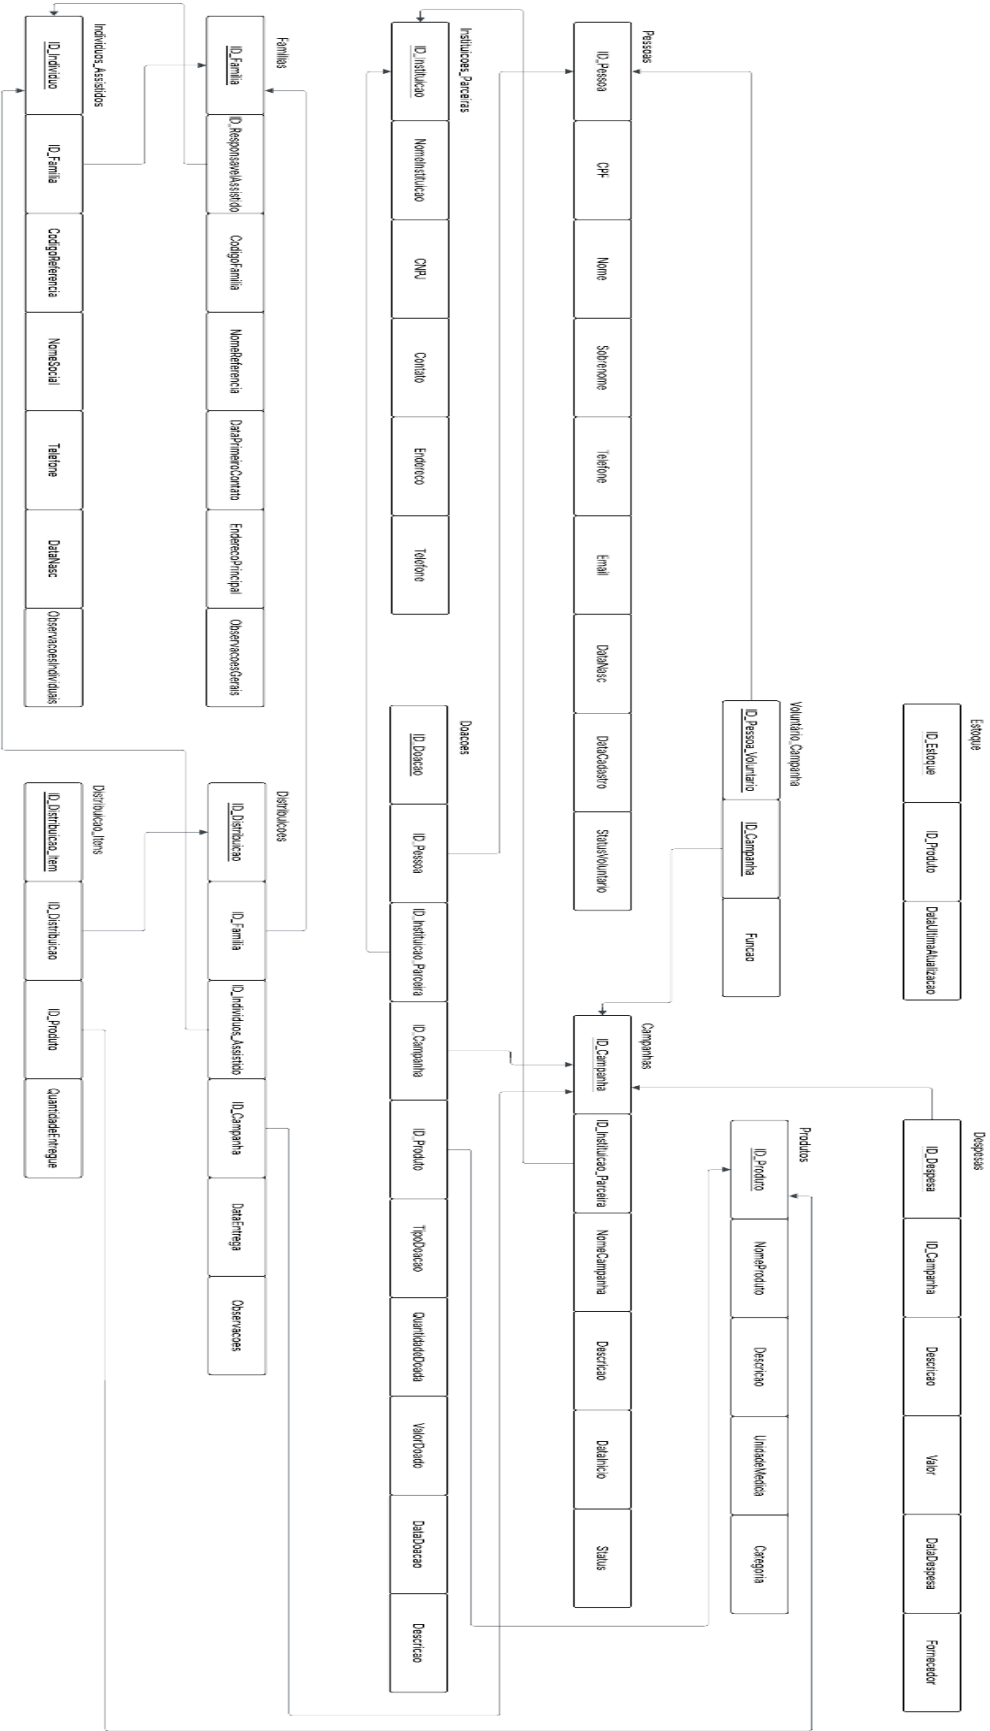 Estoque
ID_Estoque
ID_Produto
DataUltimaAtualizacao
Despesas
ID_Despesa
ID_Campanha
Descricao
Valor
DataDespesa
Fornecedor
Voluntário_Campanha
ID_Pessoa_Voluntario
ID_Campanha
Funcao
Produtos
ID_Produto
NomeProduto
Descricao
UnidadeMedicia
Categoria
Pessoas
ID_Pessoa
CPF
Nome
Sobrenome
Telefone
Email
DataNasc
DataCadastro
StatusVoluntario
Campanhas
ID_Campanha
ID_Instituicao_Parceira
NomeCampanha
Descricao
DataInicio
Status
Instituicoes_Parceiras
ID_Instituicao
NomeInstituicao
CNRJ
Contato
Endereco
Telefone
Doacoes
ID_Doacao
ID_Pessoa
ID_Instituicao_Parceira
ID_Campanha
ID_Produto
TipoDoacao
QuantidadeDoada
ValorDoado
DataDoacao
Descricao
Familias
ID_Familia
ID_ResponsavelAssistido
CodigoFamilia
NomeReferencia
DataPrimeiroContato
EnderecoPrincipal
ObservacoesGerais
Distribuicoes
ID_Distribuicao
ID_Familia
ID_Individuos_Assistido
ID_Campanha
DataEntrega
Observacoes
Individuos_Assistidos
ID_Individuo
ID_Familia
CodigoReferencia
NomeSocial
Telefone
DataNasc
ObservacoesIndividuais
Distribuicao_Itens
ID_Distribuicao_Item
ID_Distribuicao
ID_Produto
QuantidadeEntregue